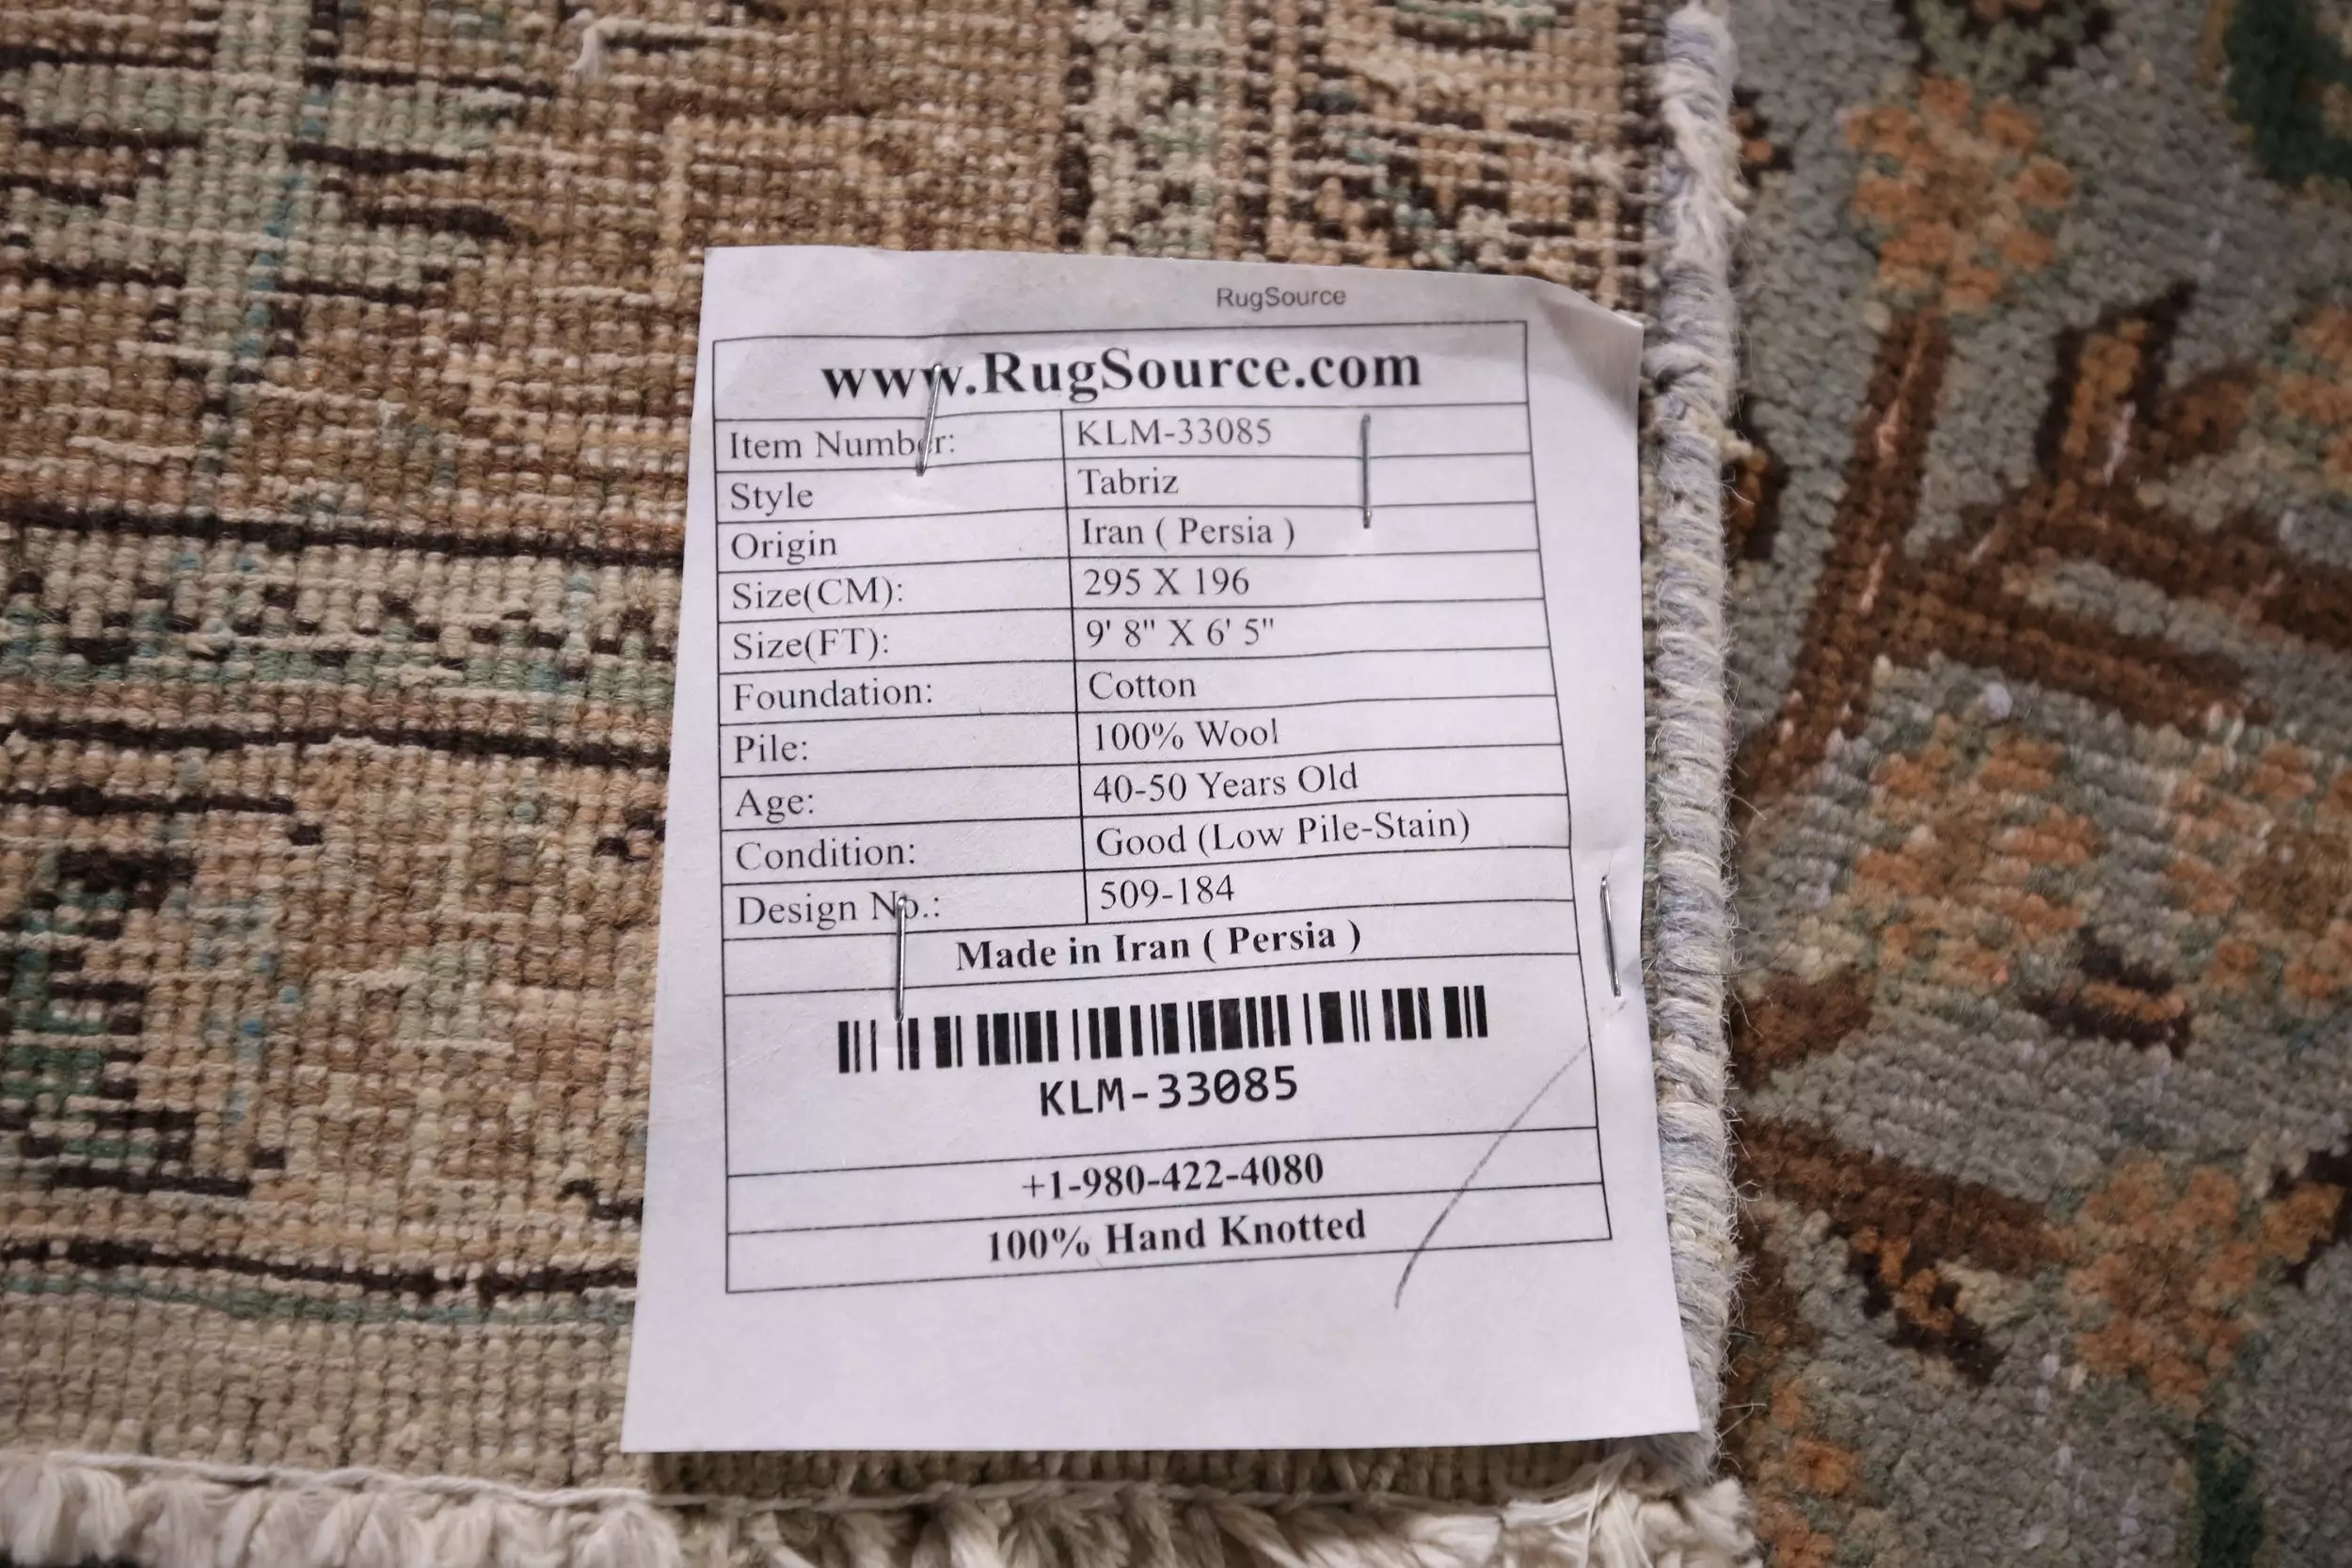 RugSource
www.RugSource.com
Item Number: KLM-33085
Style Tabriz
Origin Iran ( Persia )
Size(CM): 295 X 196
Size(FT): 9' 8" X 6' 5"
Foundation: Cotton
Pile: 100% Wool
Age: 40-50 Years Old
Condition: Good (Low Pile-Stain)
Design No.: 509-184
Made in Iran ( Persia )
KLM-33085
+1-980-422-4080
100% Hand Knotted